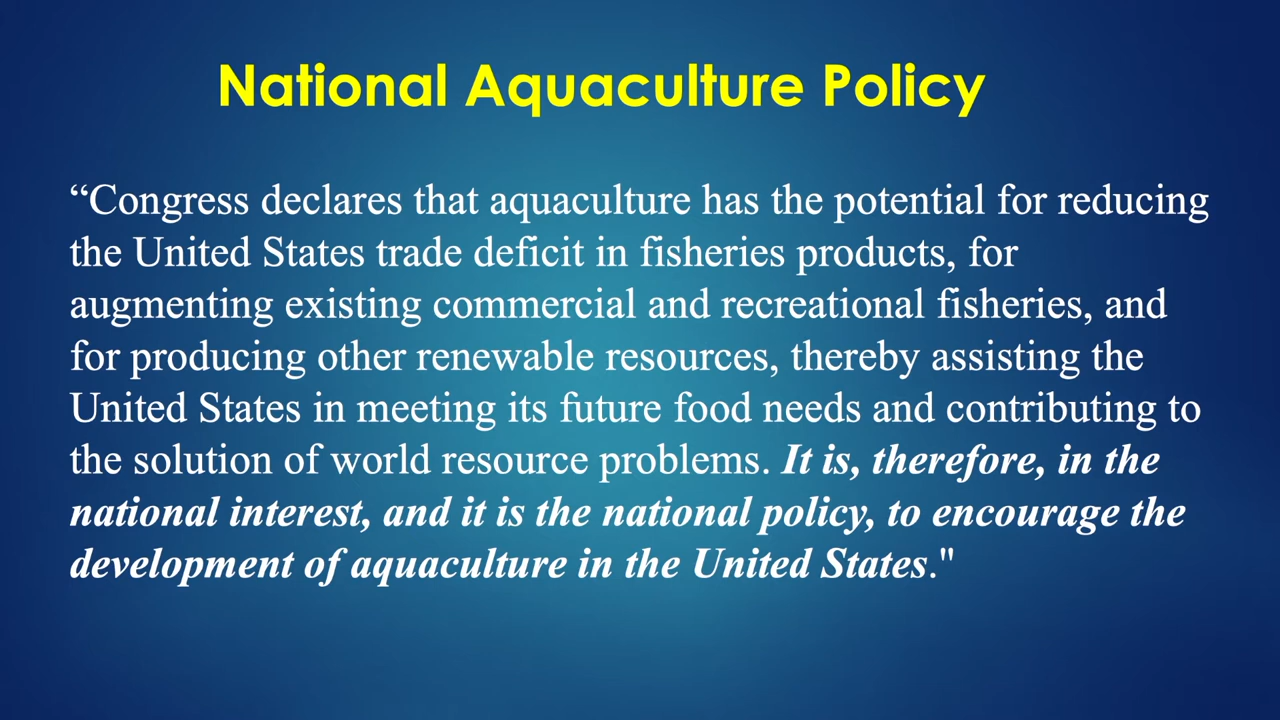 National Aquaculture Policy
“Congress declares that aquaculture has the potential for reducing
the United States trade deficit in fisheries products, for
augmenting existing commercial and recreational fisheries, and
for producing other renewable resources, thereby assisting the
United States in meeting its future food needs and contributing to
the solution of world resource problems. It is, therefore, in the
national interest, and it is the national policy, to encourage the
development of aquaculture in the United States."